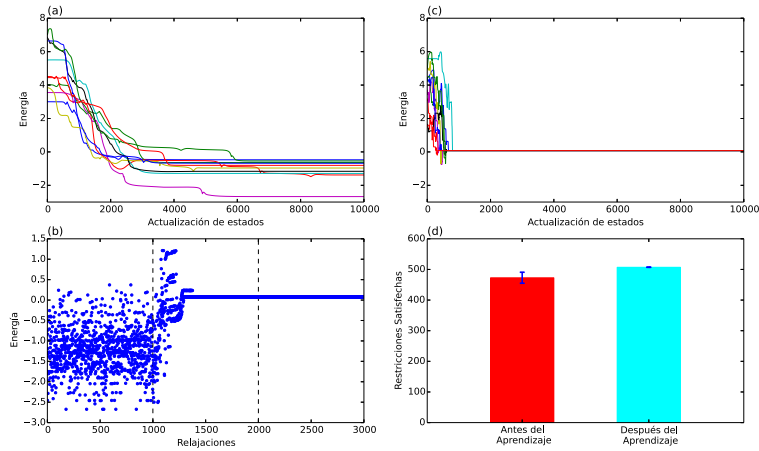 (a)
8
6
4
2
0
−2
Energía
0 2000 4000 6000 8000 10000
Actualización de estados
(c)
8
6
4
2
0
−2
Energía
0 2000 4000 6000 8000 10000
Actualización de estados
(b)
1.5
1.0
0.5
0.0
−0.5
−1.0
−1.5
−2.0
−2.5
−3.0
Energía
0 500 1000 1500 2000 2500 3000
Relajaciones
(d)
600
500
400
300
200
100
0
Restricciones Satisfechas
Antes del
Aprendizaje
Después del
Aprendizaje